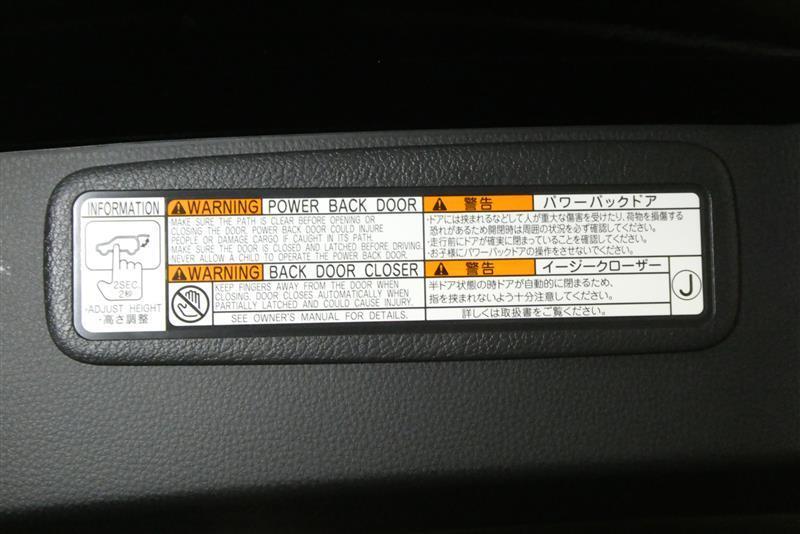 INFORMATION
2SEC.
2秒
·ADJUST HEIGHT
·高さ調整
WARNING POWER BACK DOOR
MAKE SURE THE PATH IS CLEAR BEFORE OPENING OR
CLOSING THE DOOR. POWER BACK DOOR COULD INJURE
PEOPLE OR DAMAGE CARGO IF CAUGHT IN ITS PATH.
MAKE SURE THE DOOR IS CLOSED AND LATCHED BEFORE DRIVING.
NEVER ALLOW A CHILD TO OPERATE THE POWER BACK DOOR.
WARNING BACK DOOR CLOSER
KEEP FINGERS AWAY FROM THE DOOR WHEN
CLOSING. DOOR CLOSES AUTOMATICALLY WHEN
PARTIALLY LATCHED AND COULD CAUSE INJURY.
SEE OWNER'S MANUAL FOR DETAILS.
警告 パワーバックドア
・ドアには挟まれるなどして人が重大な傷害を受けたり、荷物を損傷する
恐れがあるため開閉時は周囲の状況を必ず確認してください。
・走行前にドアが確実に閉まっていることを確認してください。
・お子様にパワーバックドアの操作をさせないでください。
警告 イージークローザー
半ドア状態の時ドアが自動的に閉まるため、
指を挟まれないよう十分注意してください。
詳しくは取扱書をご覧ください。
J